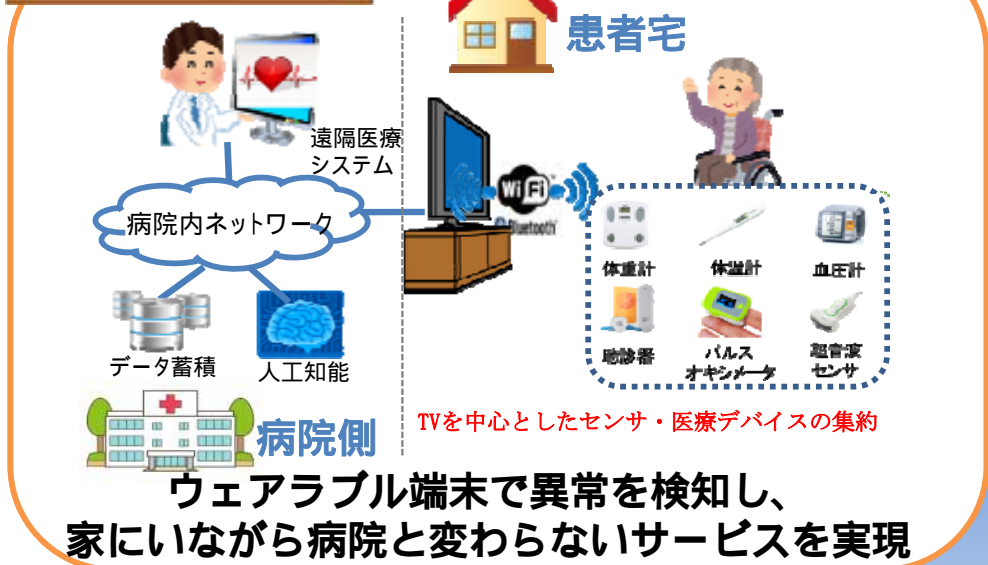 患者宅
遠隔医療
システム
病院内ネットワーク
WiFi
Bluetooth
体重計
体温計
血圧計
聴診器
パルス
オキシメータ
超音波
センサ
データ蓄積
人工知能
TVを中心としたセンサ・医療デバイスの集約
病院側
ウェアラブル端末で異常を検知し、
家にいながら病院と変わらないサービスを実現